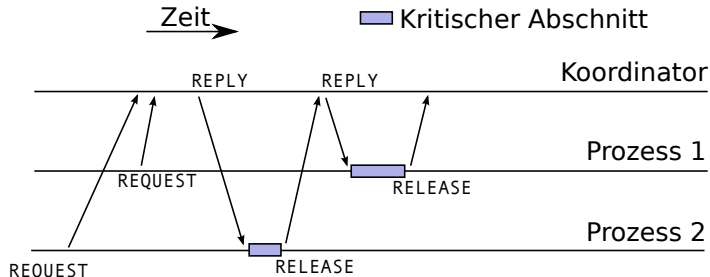 Zeit
Kritischer Abschnitt
REPLY
REPLY
Koordinator
REQUEST
Prozess 1
RELEASE
Prozess 2
REQUEST
RELEASE